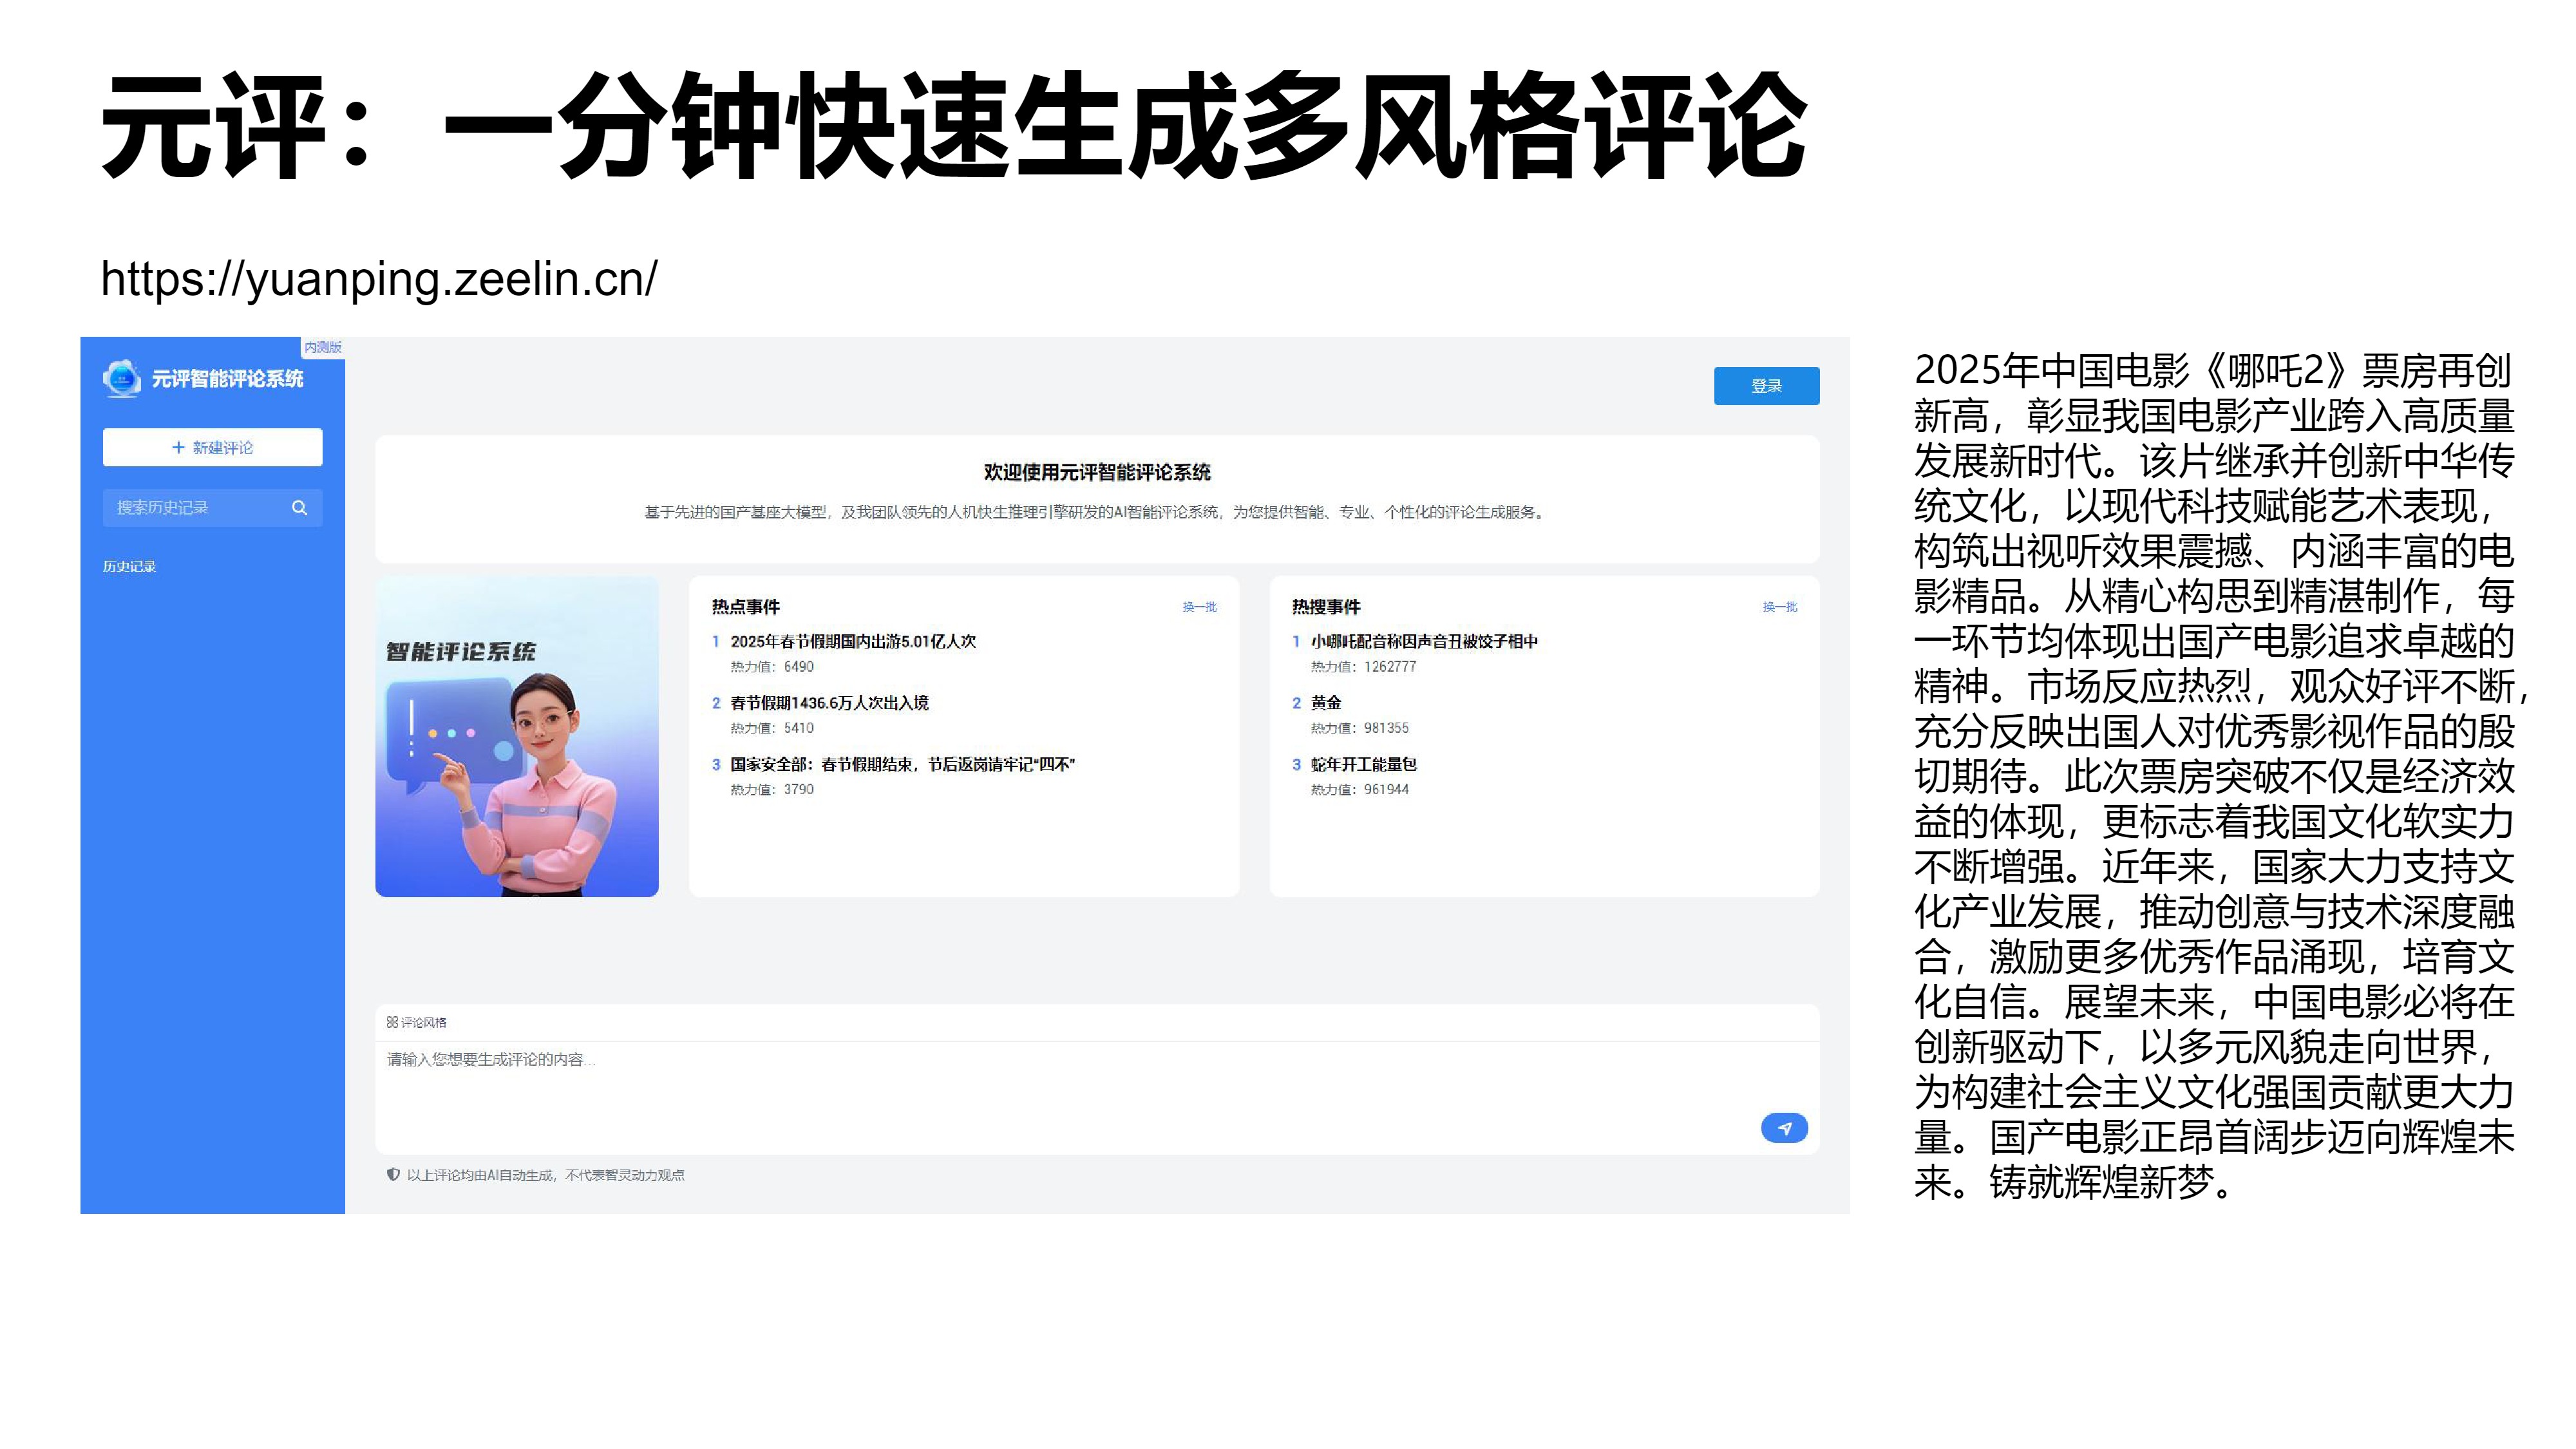 元评：一分钟快速生成多风格评论
https://yuanping.zeelin.cn/
内测版
元评智能评论系统
+ 新建评论
搜索历史记录
历史记录
登录
欢迎使用元评智能评论系统
基于先进的国产基座大模型，及我团队领先的人机快生推理引擎研发的AI智能评论系统，为您提供智能、专业、个性化的评论生成服务。
智能评论系统
热点事件
换一批
1 2025年春节假期国内出游5.01亿人次
热力值：6490
2 春节假期1436.6万人次出入境
热力值：5410
3 国家安全部：春节假期结束，节后返岗请牢记“四不”
热力值：3790
热搜事件
换一批
1 小哪吒配音称因声音丑被饺子相中
热力值：1262777
2 黄金
热力值：981355
3 蛇年开工能量包
热力值：961944
评论风格
请输入您想要生成评论的内容...
以上评论均由AI自动生成，不代表智灵动力观点
2025年中国电影《哪吒2》票房再创
新高，彰显我国电影产业跨入高质量
发展新时代。该片继承并创新中华传
统文化，以现代科技赋能艺术表现，
构筑出视听效果震撼、内涵丰富的电
影精品。从精心构思到精湛制作，每
一环节均体现出国产电影追求卓越的
精神。市场反应热烈，观众好评不断，
充分反映出国人对优秀影视作品的殷
切期待。此次票房突破不仅是经济效
益的体现，更标志着我国文化软实力
不断增强。近年来，国家大力支持文
化产业发展，推动创意与技术深度融
合，激励更多优秀作品涌现，培育文
化自信。展望未来，中国电影必将在
创新驱动下，以多元风貌走向世界，
为构建社会主义文化强国贡献更大力
量。国产电影正昂首阔步迈向辉煌未
来。铸就辉煌新梦。